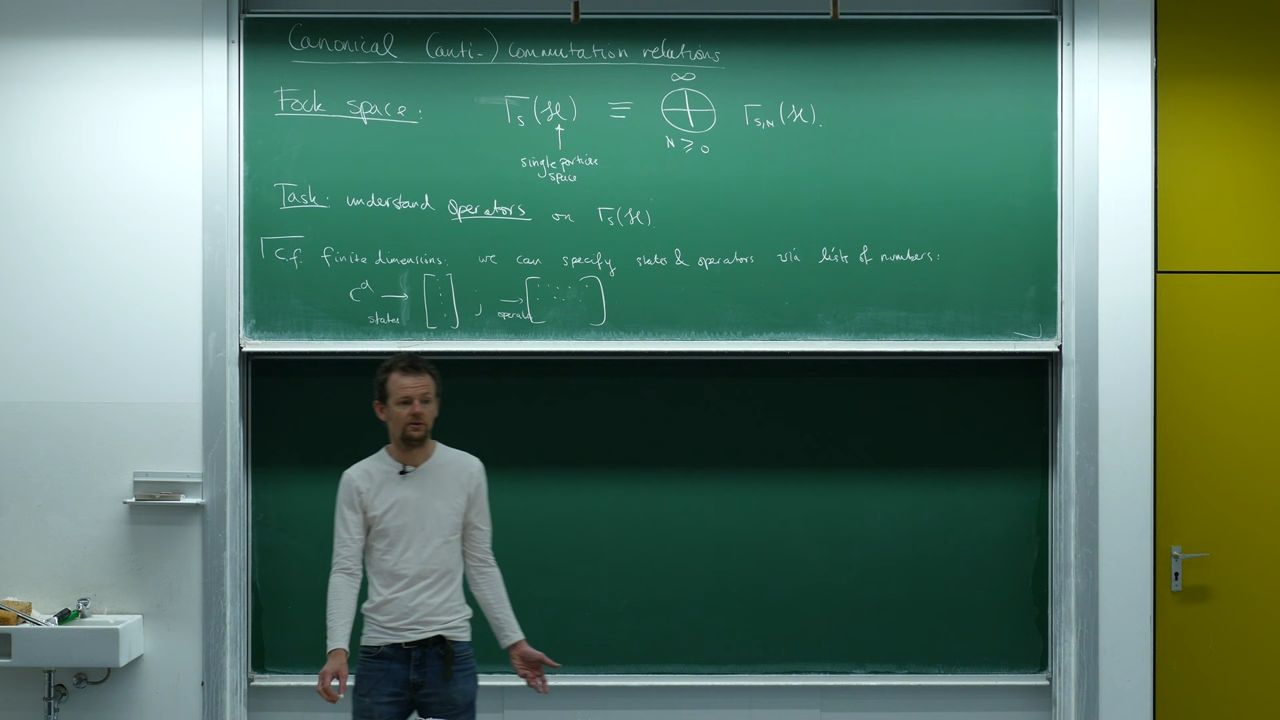 Canonical (anti-) commutation relations
Fock space: Γₛ(ℋ) ≡ ⊕ Γₛ,ₙ(ℋ).
∞
N ≥ 0
↑
single particle
space
Task: understand operators on Γₛ(ℋ)
C.f. finite dimensions: we can specify states & operators via lists of numbers:
ℂᵈ → [⋮] ; → [⋱]
states operators